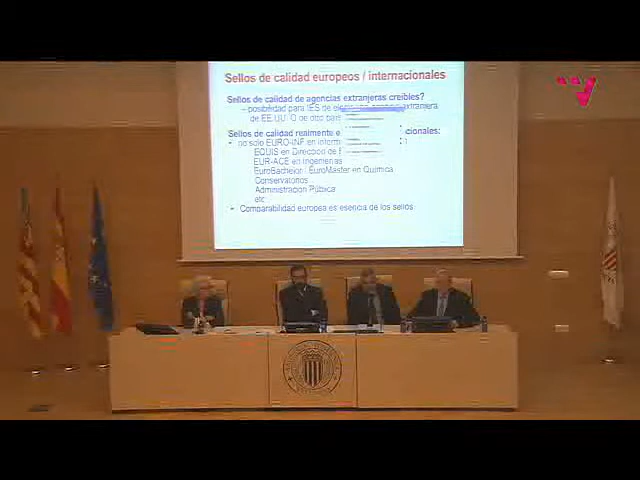 Sellos de calidad europeos / internacionales
Sellos de calidad de agencias extranjeras creíbles?
– posibilidad para IES de extranjera
de EE.UU. O de otro
Sellos de calidad realmente cionales:
• no solo EURO-INF en
EQUIS en Dirección de
EUR-ACE en Ingenierías
EuroBachelor / EuroMaster en Química
Conservatorios
Administración Pública
etc
• Comparabilidad europea es esencia de los sellos